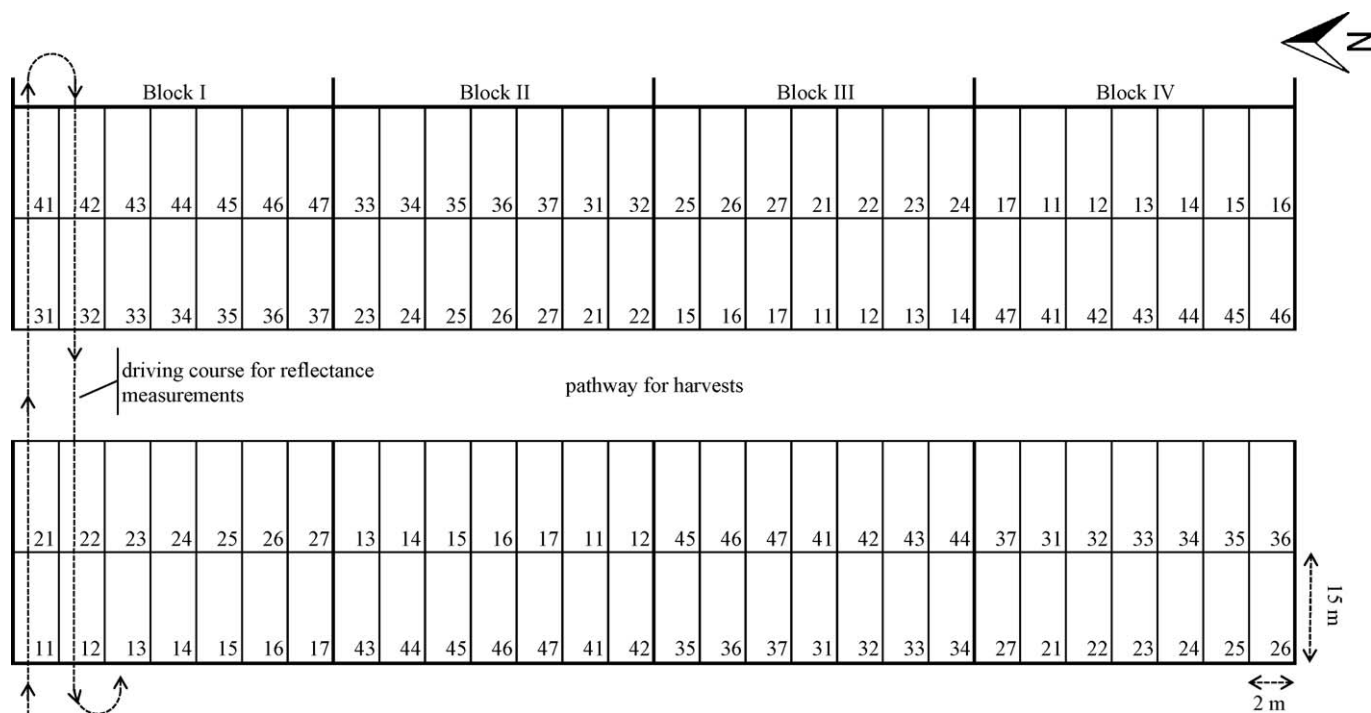 N
Block I Block II Block III Block IV
41 42 43 44 45 46 47 33 34 35 36 37 31 32 25 26 27 21 22 23 24 17 11 12 13 14 15 16
31 32 33 34 35 36 37 23 24 25 26 27 21 22 15 16 17 11 12 13 14 47 41 42 43 44 45 46
driving course for reflectance
measurements
pathway for harvests
21 22 23 24 25 26 27 13 14 15 16 17 11 12 45 46 47 41 42 43 44 37 31 32 33 34 35 36
11 12 13 14 15 16 17 43 44 45 46 47 41 42 35 36 37 31 32 33 34 27 21 22 23 24 25 26
15 m
2 m